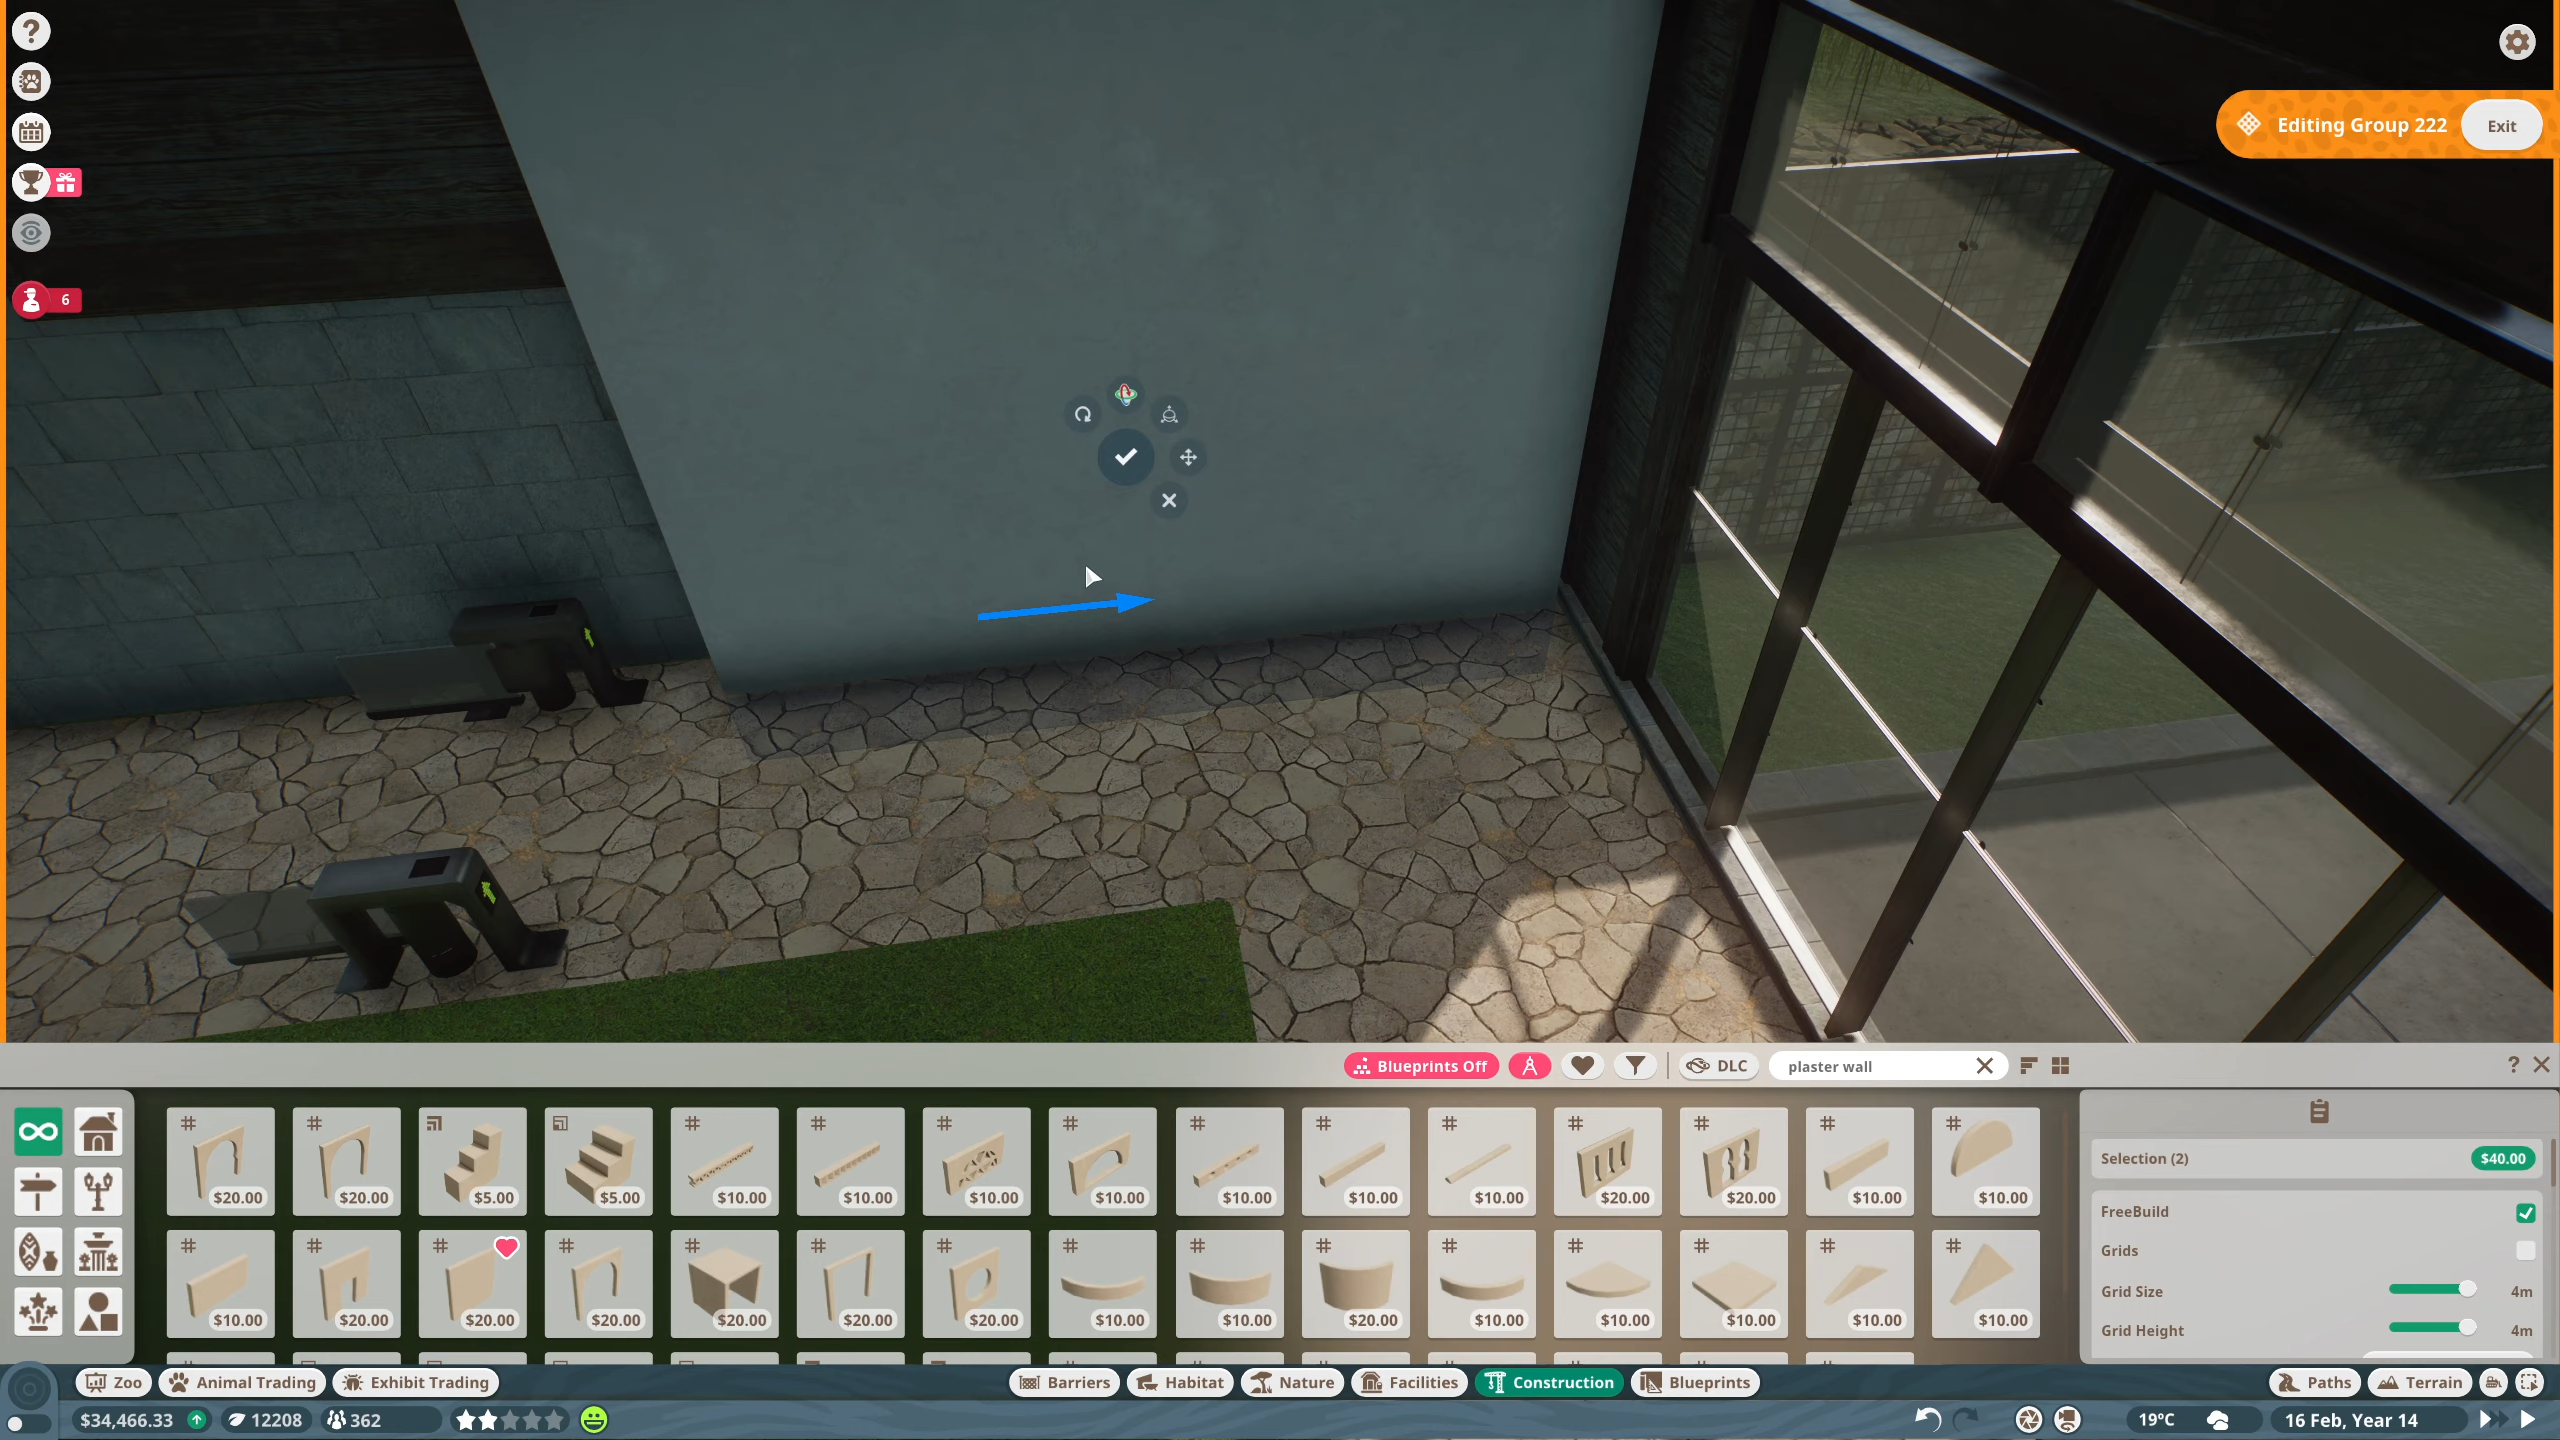 ?
Editing Group 222
Exit
6
Blueprints Off
DLC
plaster wall
?
$20.00
$20.00
$5.00
$5.00
$10.00
$10.00
$10.00
$10.00
$10.00
$10.00
$10.00
$20.00
$20.00
$10.00
$10.00
$10.00
$20.00
$20.00
$20.00
$20.00
$20.00
$20.00
$10.00
$10.00
$20.00
$10.00
$10.00
$10.00
$10.00
$10.00
Selection (2)
$40.00
FreeBuild
Grids
Grid Size
4m
Grid Height
4m
Zoo
Animal Trading
Exhibit Trading
Barriers
Habitat
Nature
Facilities
Construction
Blueprints
Paths
Terrain
$34,466.33
12208
362
19°C
16 Feb, Year 14